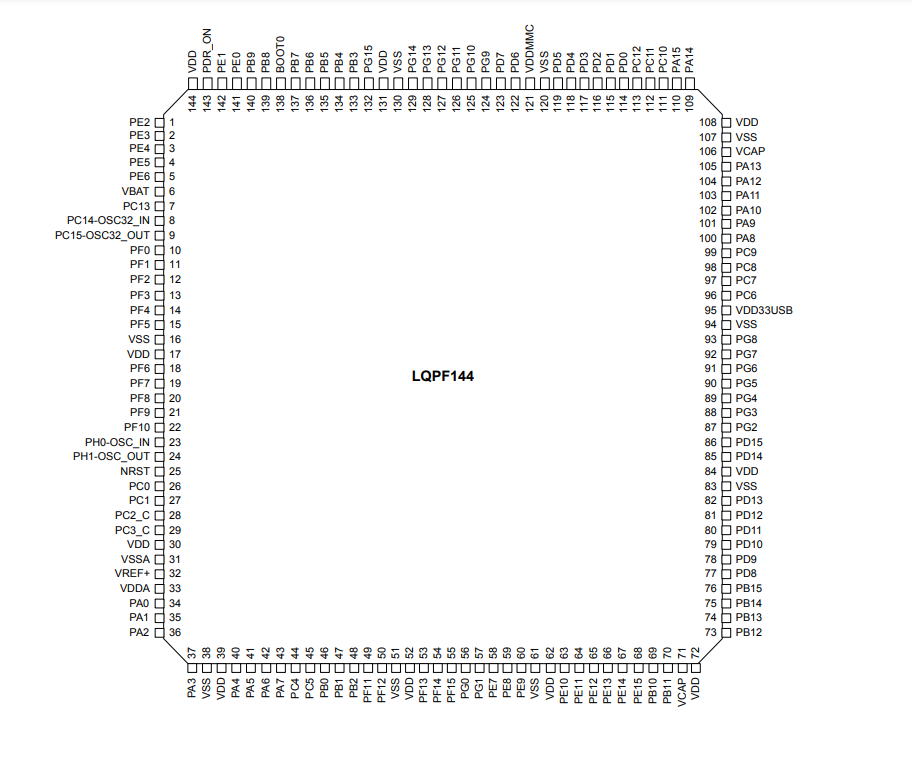 VDD PDR_ON PE1 PE0 PB9 PB8 BOOT0 PB7 PB6 PB5 PB4 PB3 PG15 VDD VSS PG14 PG13 PG12 PG11 PG10 PG9 PD7 PD6 VDDMMC VSS PD5 PD4 PD3 PD2 PD1 PD0 PC12 PC11 PC10 PA15 PA14
144 143 142 141 140 139 138 137 136 135 134 133 132 131 130 129 128 127 126 125 124 123 122 121 120 119 118 117 116 115 114 113 112 111 110 109
PE2 1 108 VDD
PE3 2 107 VSS
PE4 3 106 VCAP
PE5 4 105 PA13
PE6 5 104 PA12
VBAT 6 103 PA11
PC13 7 102 PA10
PC14-OSC32_IN 8 101 PA9
PC15-OSC32_OUT 9 100 PA8
PF0 10 99 PC9
PF1 11 98 PC8
PF2 12 97 PC7
PF3 13 96 PC6
PF4 14 95 VDD33USB
PF5 15 94 VSS
VSS 16 93 PG8
VDD 17 92 PG7
PF6 18 91 PG6
LQPF144
PF7 19 90 PG5
PF8 20 89 PG4
PF9 21 88 PG3
PF10 22 87 PG2
PH0-OSC_IN 23 86 PD15
PH1-OSC_OUT 24 85 PD14
NRST 25 84 VDD
PC0 26 83 VSS
PC1 27 82 PD13
PC2_C 28 81 PD12
PC3_C 29 80 PD11
VDD 30 79 PD10
VSSA 31 78 PD9
VREF+ 32 77 PD8
VDDA 33 76 PB15
PA0 34 75 PB14
PA1 35 74 PB13
PA2 36 73 PB12
37 38 39 40 41 42 43 44 45 46 47 48 49 50 51 52 53 54 55 56 57 58 59 60 61 62 63 64 65 66 67 68 69 70 71 72
PA3 VSS VDD PA4 PA5 PA6 PA7 PC4 PC5 PB0 PB1 PB2 PF11 PF12 VSS VDD PF13 PF14 PF15 PG0 PG1 PE7 PE8 PE9 VSS VDD PE10 PE11 PE12 PE13 PE14 PE15 PB10 PB11 VCAP VDD